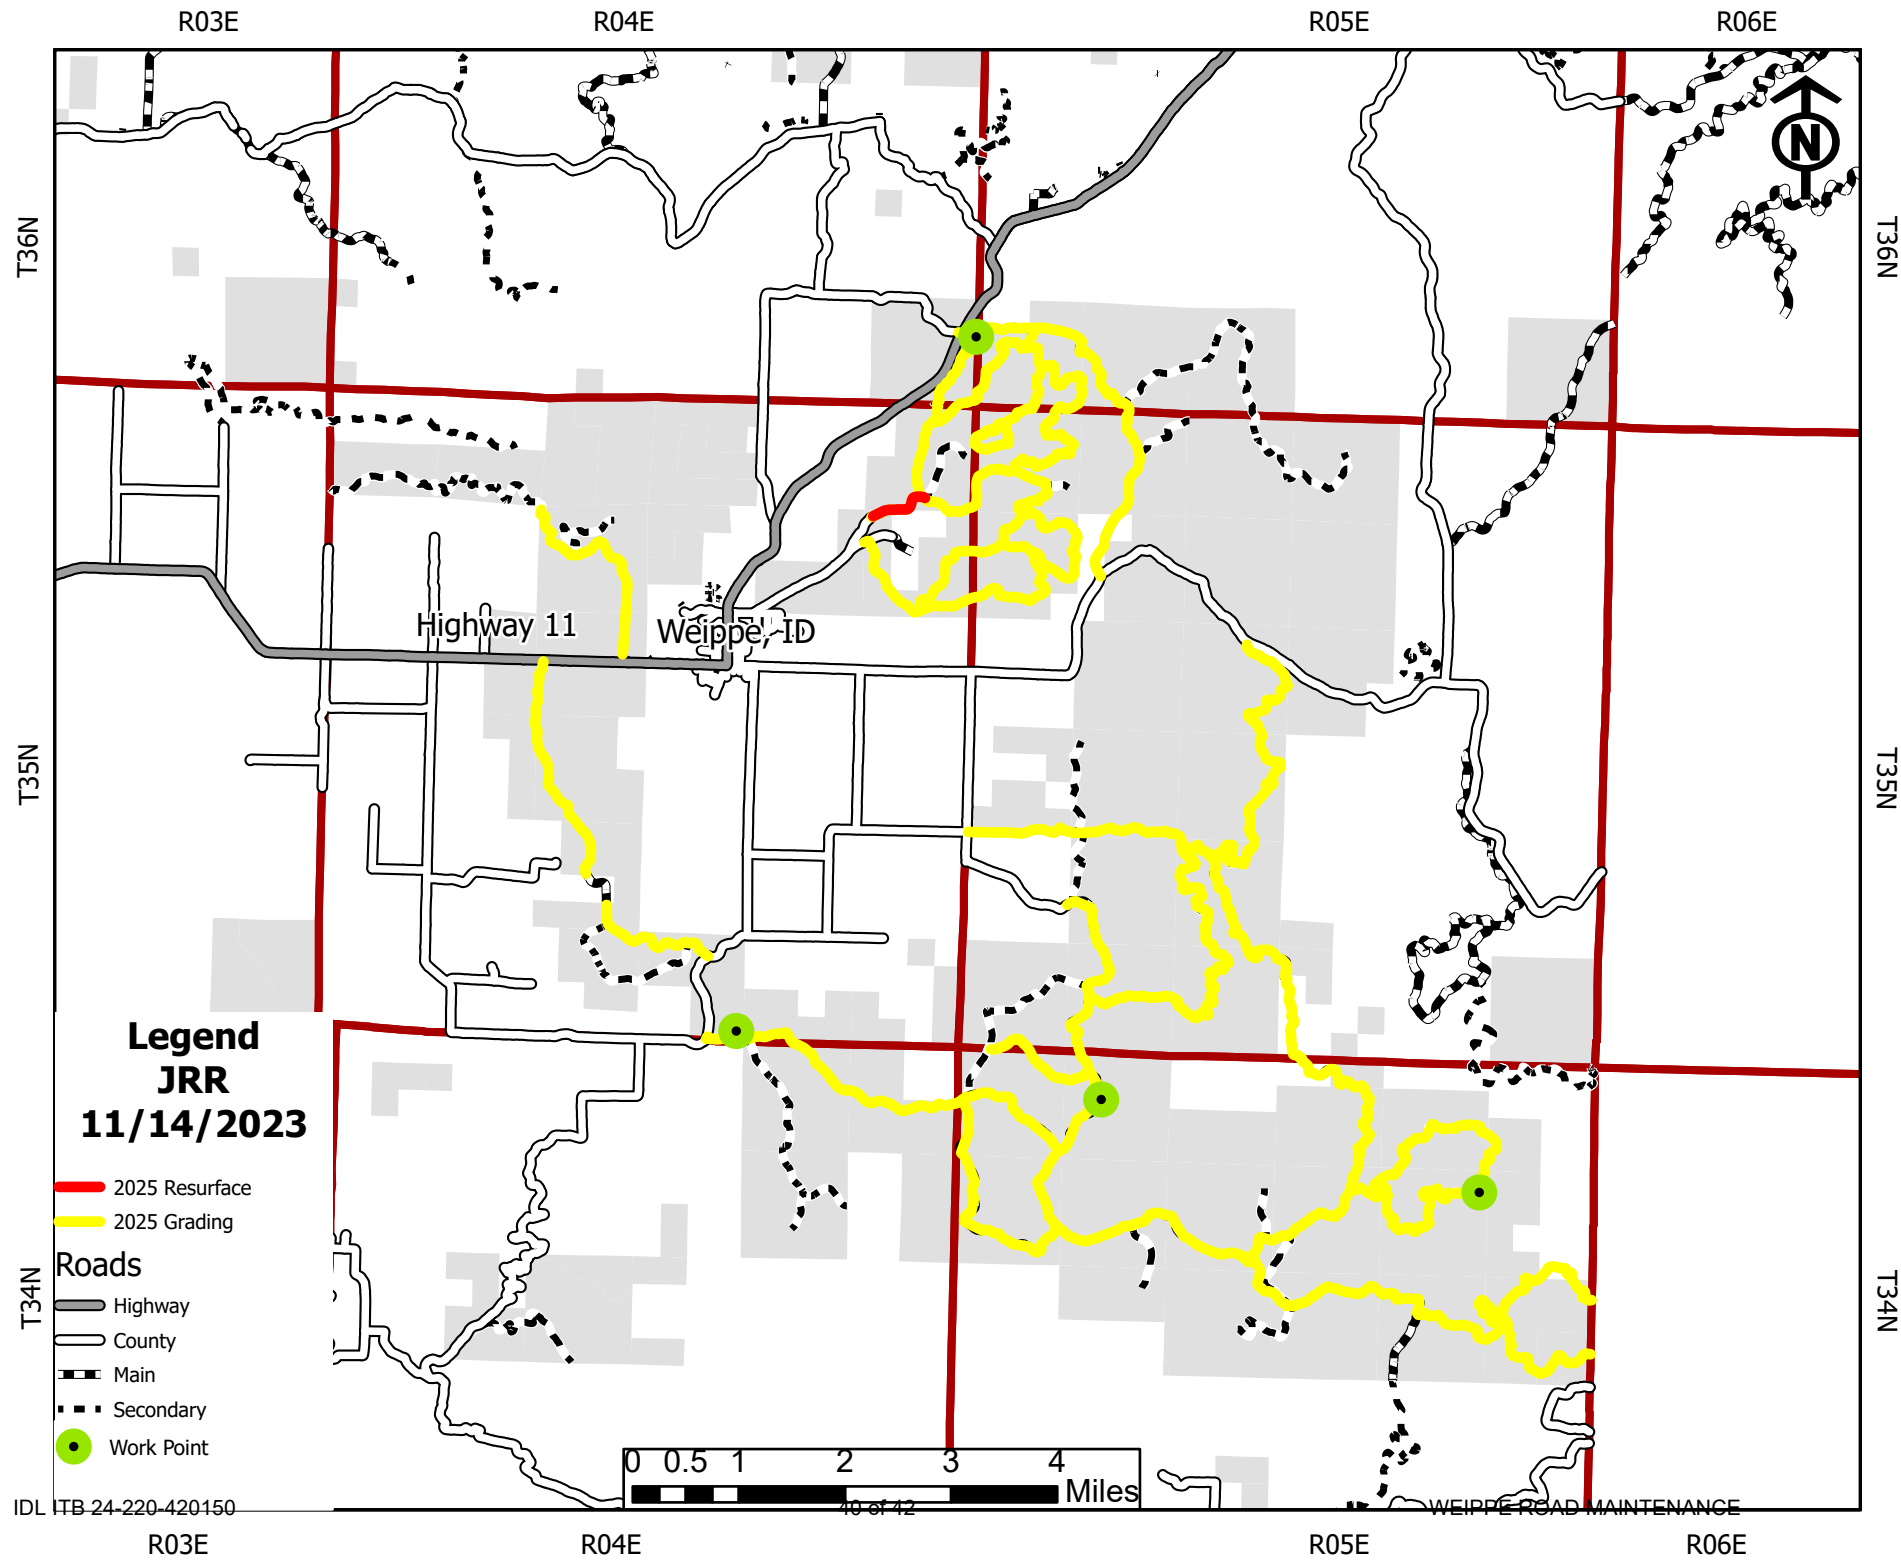 R03E R04E R05E R06E
T36N T36N
Highway 11 Weippe, ID
T35N T35N
Legend
JRR
11/14/2023
2025 Resurface
2025 Grading
Roads
T34N T34N
Highway
County
Main
Secondary
Work Point
N
0 0.5 1 2 3 4
Miles
IDL ITB 24-220-420150 40 of 42 WEIPPE ROAD MAINTENANCE
R03E R04E R05E R06E